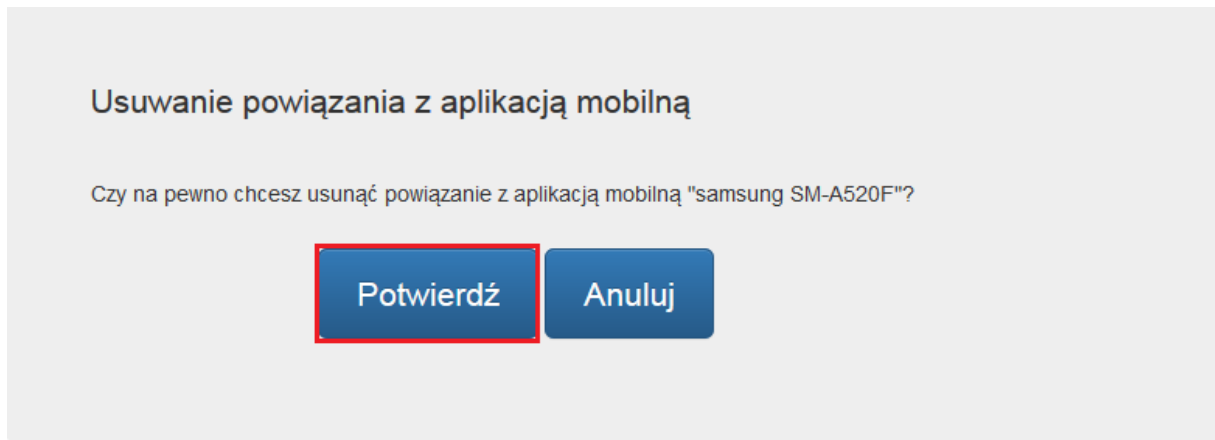 Usuwanie powiązania z aplikacją mobilną
Czy na pewno chcesz usunąć powiązanie z aplikacją mobilną "samsung SM-A520F"?
Potwierdź Anuluj